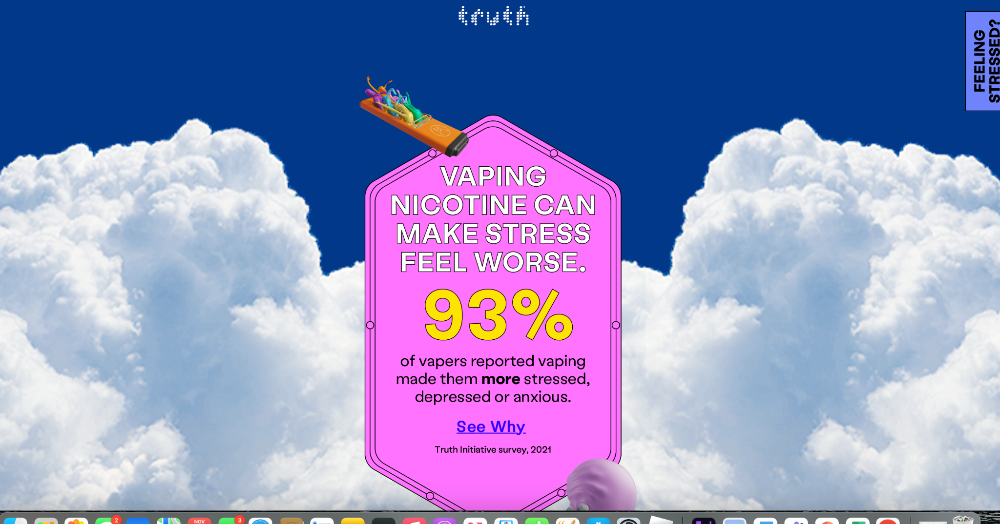 truth
FEELING
STRESSED?
VAPING
NICOTINE CAN
MAKE STRESS
FEEL WORSE.
93%
of vapers reported vaping
made them more stressed,
depressed or anxious.
See Why
Truth Initiative survey, 2021
2
NOV
3